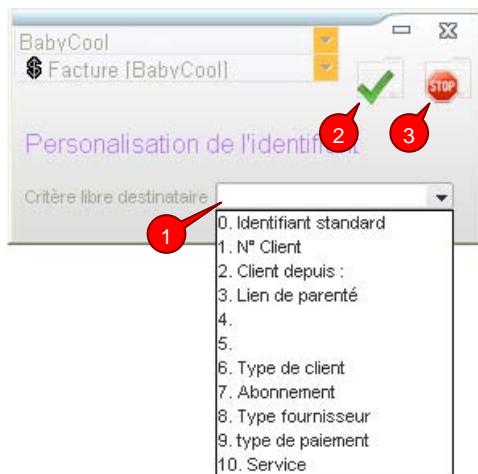 BabyCool
$ Facture [BabyCool]
STOP
2
3
Personalisation de l'identifiant
Critère libre destinataire
1
0. Identifiant standard
1. N° Client
2. Client depuis :
3. Lien de parenté
4.
5.
6. Type de client
7. Abonnement
8. Type fournisseur
9. type de paiement
10. Service